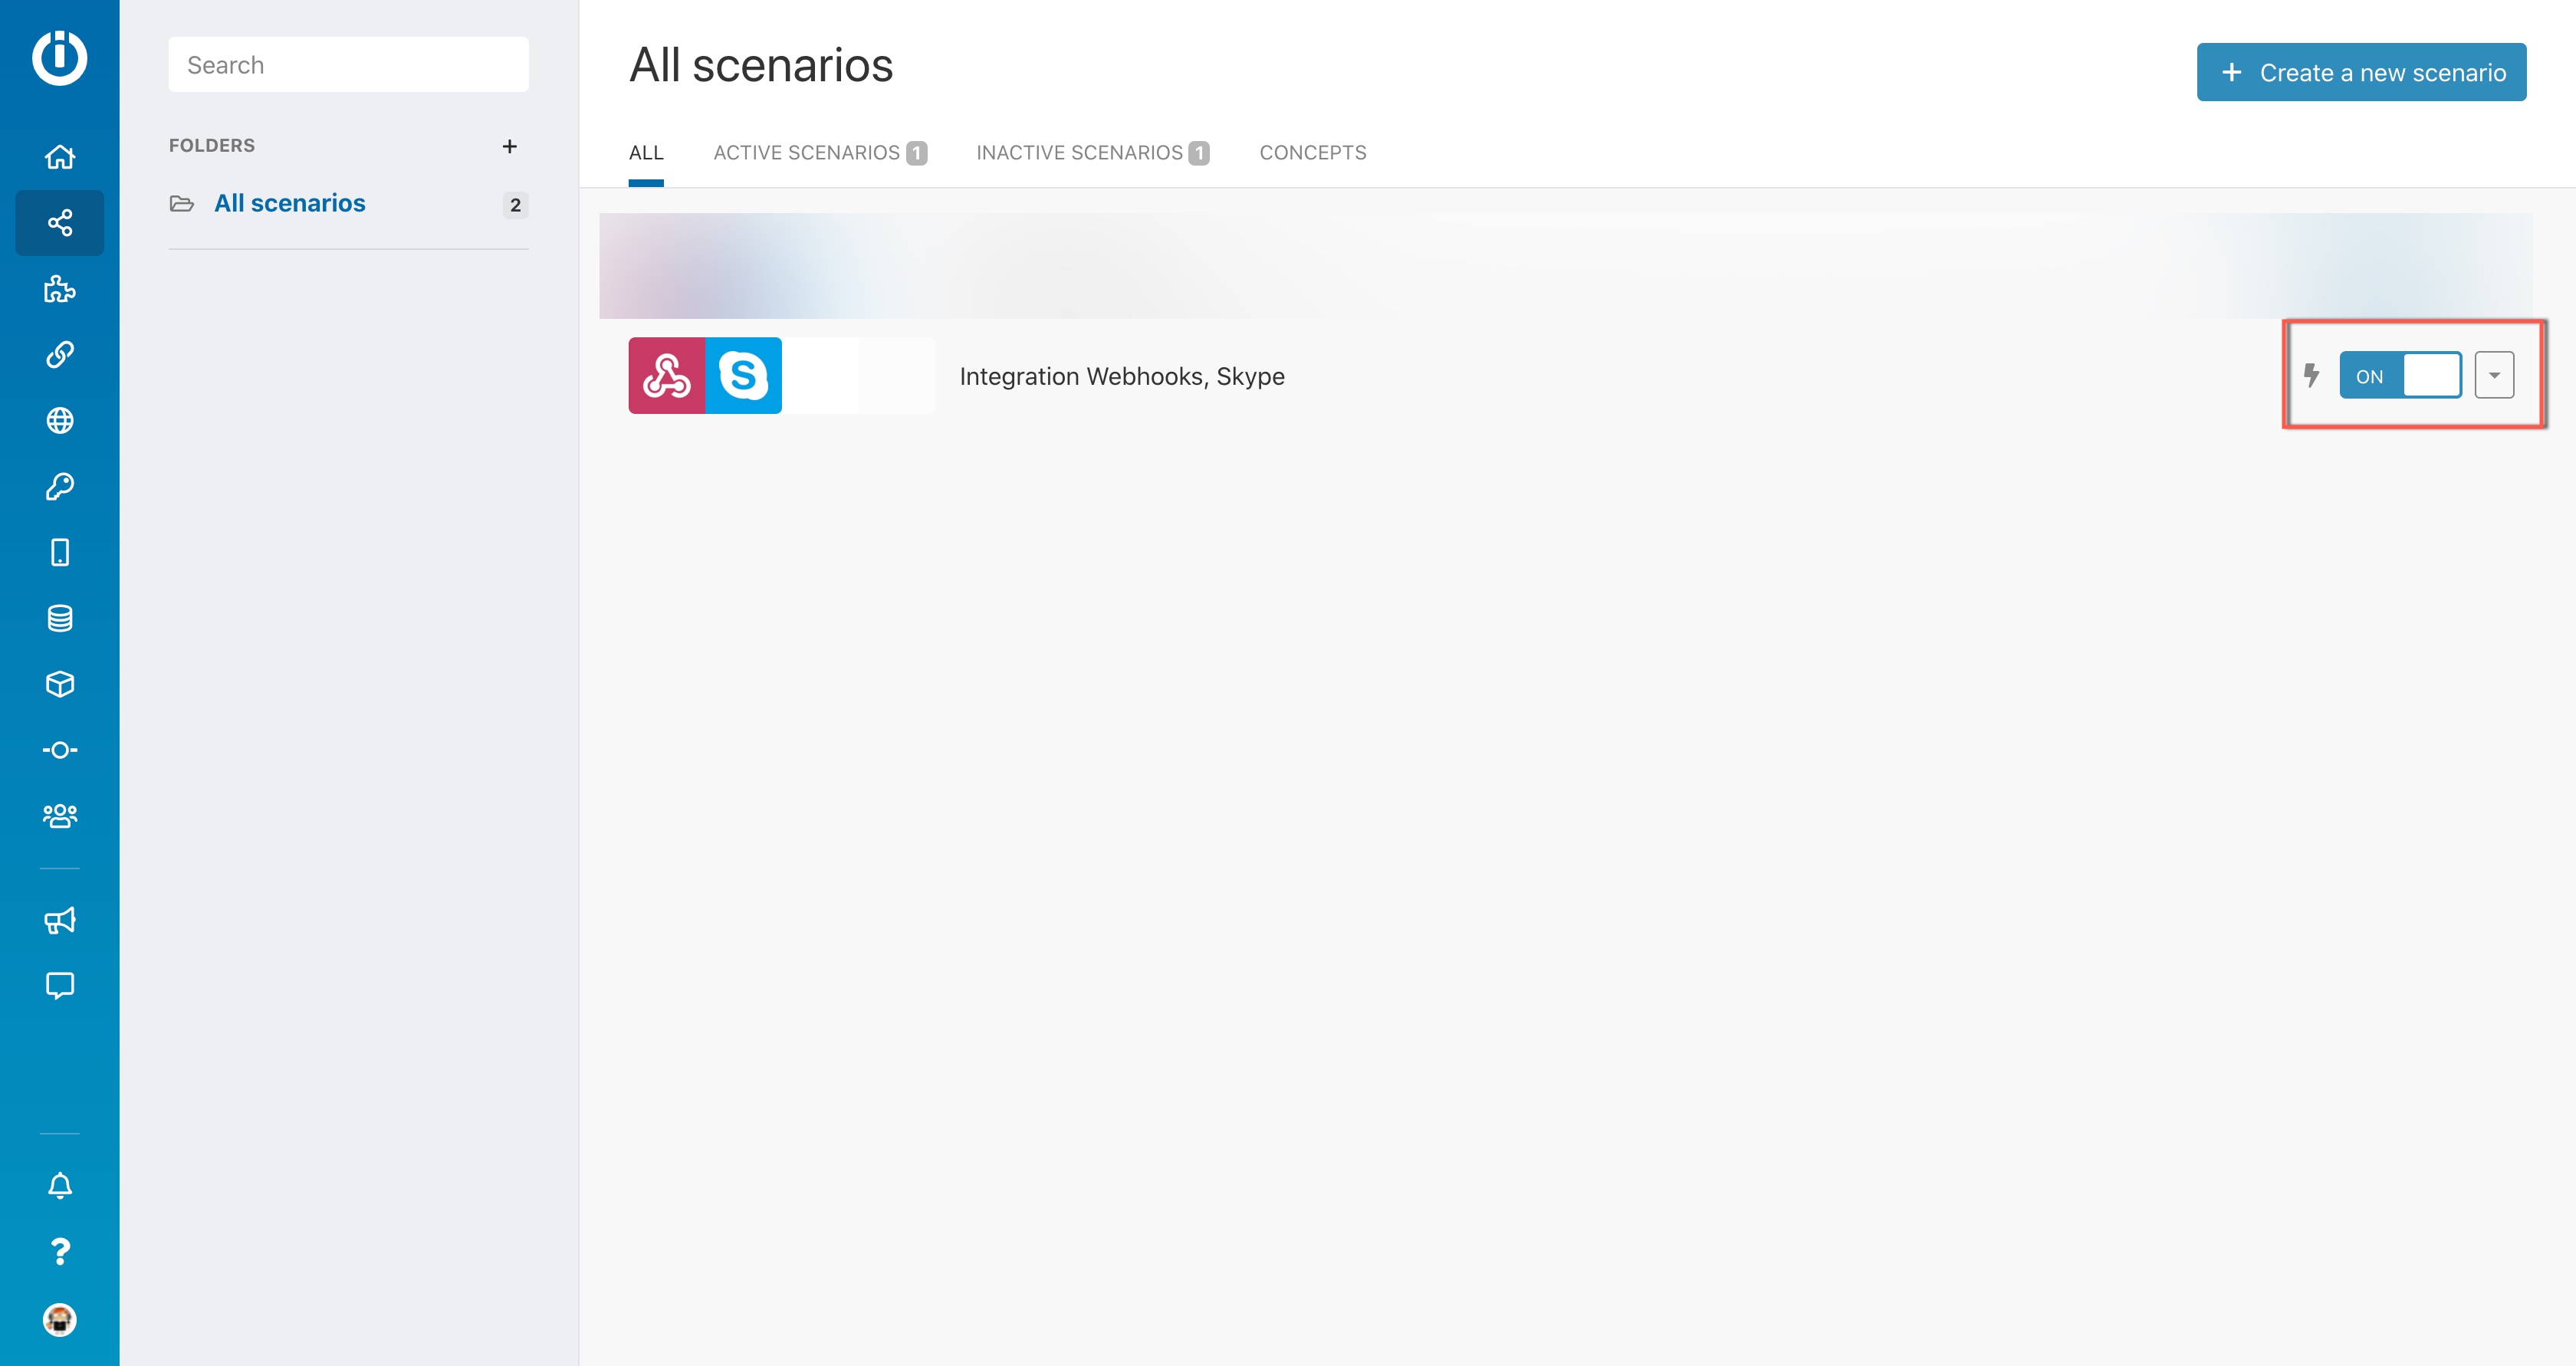 Search
FOLDERS
All scenarios 2
All scenarios
Create a new scenario
ALL ACTIVE SCENARIOS 1 INACTIVE SCENARIOS 1 CONCEPTS
Integration Webhooks, Skype
ON